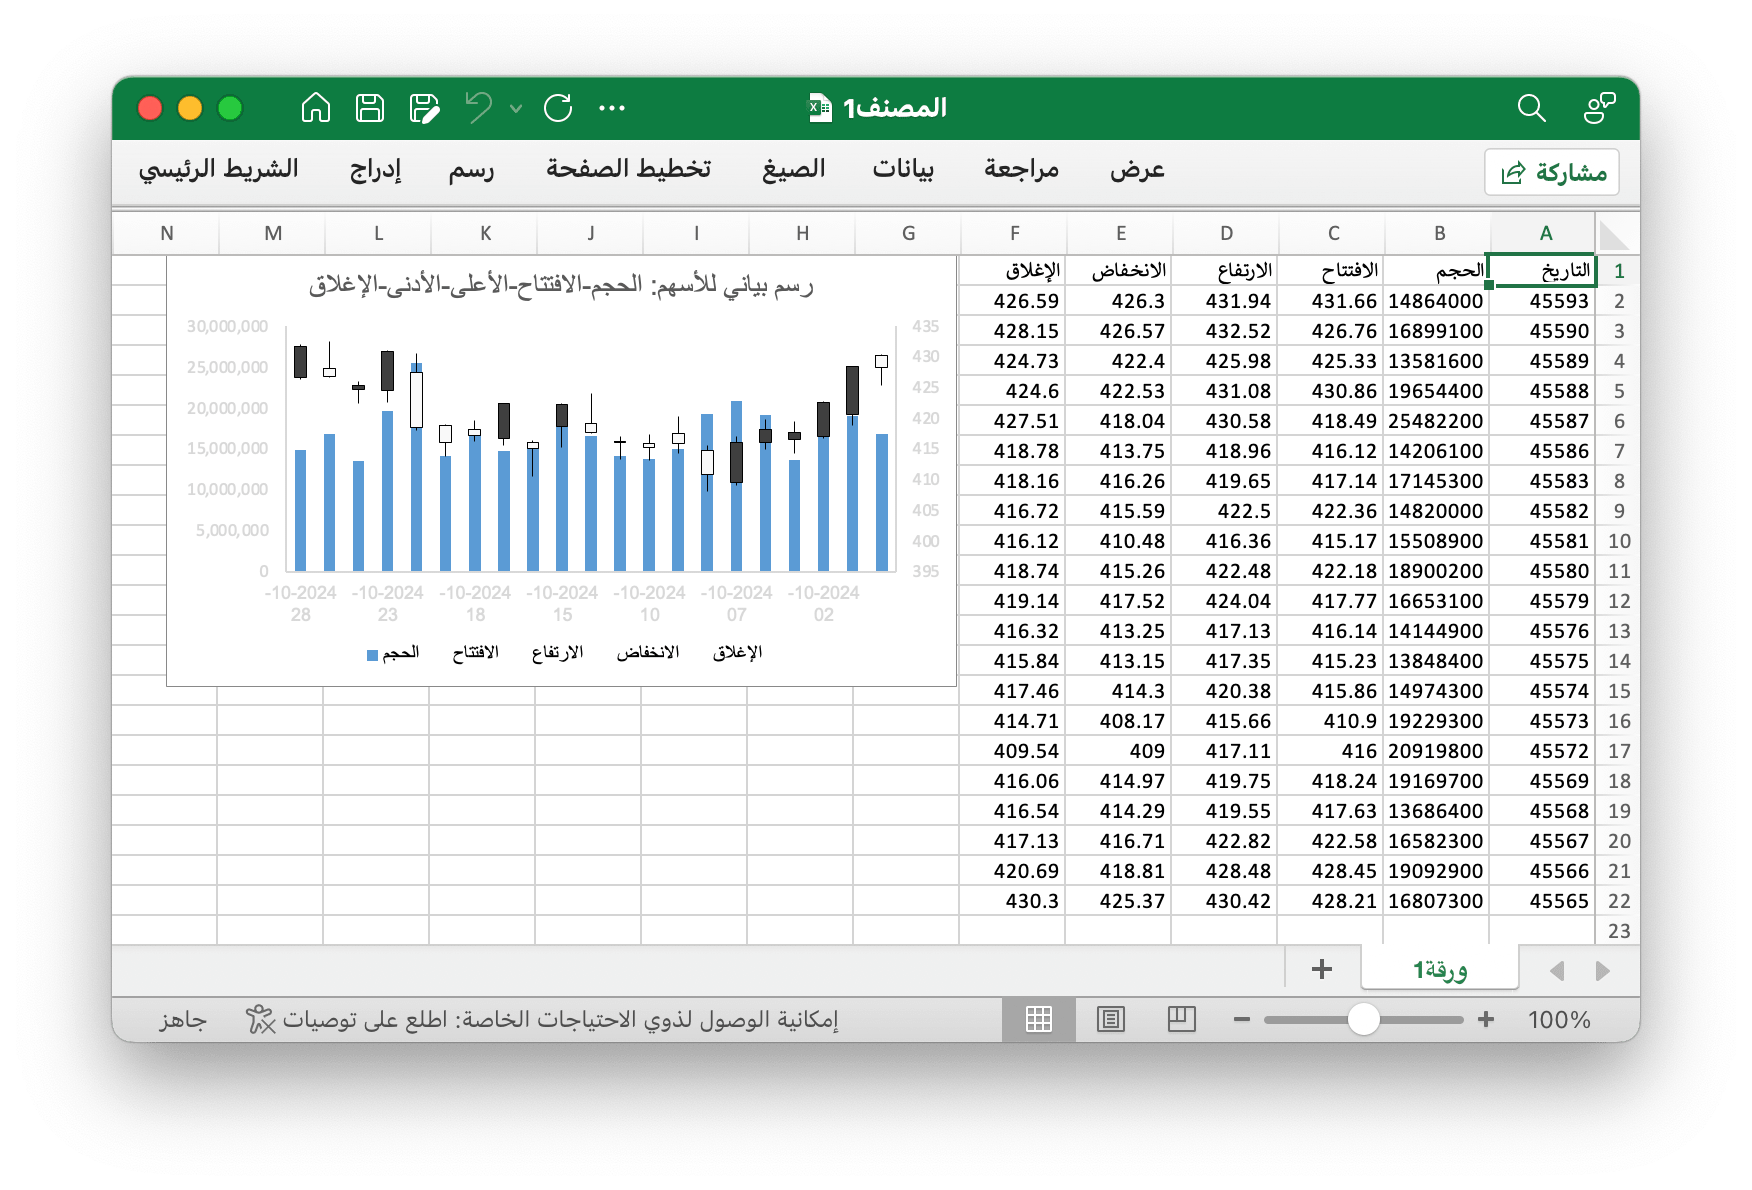 المصنف1
الشريط الرئيسي إدراج رسم تخطيط الصفحة الصيغ بيانات مراجعة عرض مشاركة
A B C D E F G H I J K L M N
1 التاريخ الحجم الافتتاح الارتفاع الانخفاض الإغلاق
2 45593 14864000 431.66 431.94 426.3 426.59
3 45590 16899100 426.76 432.52 426.57 428.15
4 45589 13581600 425.33 425.98 422.4 424.73
5 45588 19654400 430.86 431.08 422.53 424.6
6 45587 25482200 418.49 430.58 418.04 427.51
7 45586 14206100 416.12 418.96 413.75 418.78
8 45583 17145300 417.14 419.65 416.26 418.16
9 45582 14820000 422.36 422.5 415.59 416.72
10 45581 15508900 415.17 416.36 410.48 416.12
11 45580 18900200 422.18 422.48 415.26 418.74
12 45579 16653100 417.77 424.04 417.52 419.14
13 45576 14144900 416.14 417.13 413.25 416.32
14 45575 13848400 415.23 417.35 413.15 415.84
15 45574 14974300 415.86 420.38 414.3 417.46
16 45573 19229300 410.9 415.66 408.17 414.71
17 45572 20919800 416 417.11 409 409.54
18 45569 19169700 418.24 419.75 414.97 416.06
19 45568 13686400 417.63 419.55 414.29 416.54
20 45567 16582300 422.58 422.82 416.71 417.13
21 45566 19092900 428.45 428.48 418.81 420.69
22 45565 16807300 428.21 430.42 425.37 430.3
23
رسم بياني للأسهم: الحجم-الافتتاح-الأعلى-الأدنى-الإغلاق
30,000,000
25,000,000
20,000,000
15,000,000
10,000,000
5,000,000
0
435
430
425
420
415
410
405
400
395
-10-2024 -10-2024 -10-2024 -10-2024 -10-2024 -10-2024 -10-2024
28 23 18 15 10 07 02
الحجم الافتتاح الارتفاع الانخفاض الإغلاق
ورقة1
جاهز إمكانية الوصول لذوي الاحتياجات الخاصة: اطلع على توصيات 100%